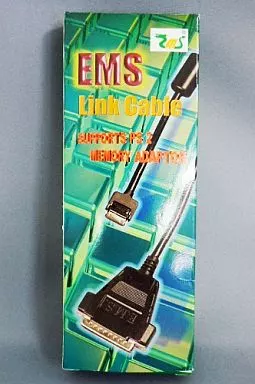 EMS
Link Cable
SUPPORTS PS 2
MEMORY ADAPTOR
EMS